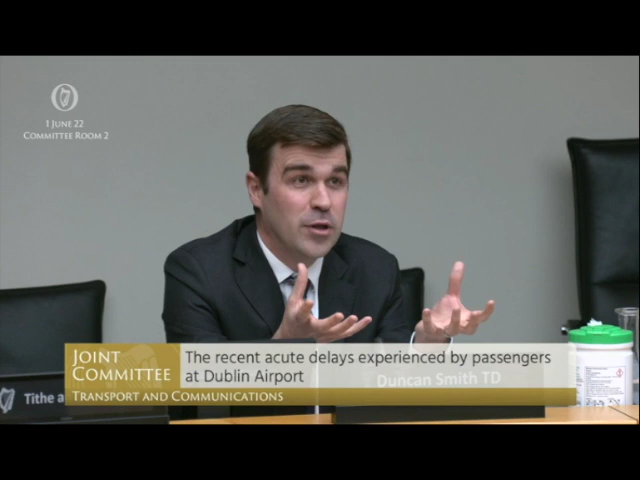 1 June 22
Committee Room 2
Joint
Committee
The recent acute delays experienced by passengers
at Dublin Airport
Duncan Smith TD
Tithe a
Transport and Communications